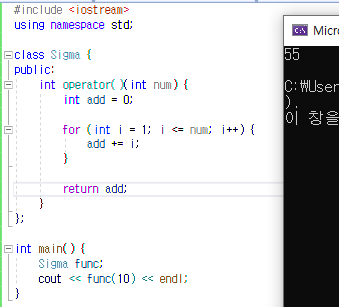 #include <iostream>
using namespace std;
class Sigma {
public:
int operator()(int num) {
int add = 0;
for (int i = 1; i <= num; i++) {
add += i;
}
return add;
}
};
int main() {
Sigma func;
cout << func(10) << endl;
}
Micro
55
C:\User
).
이 창을